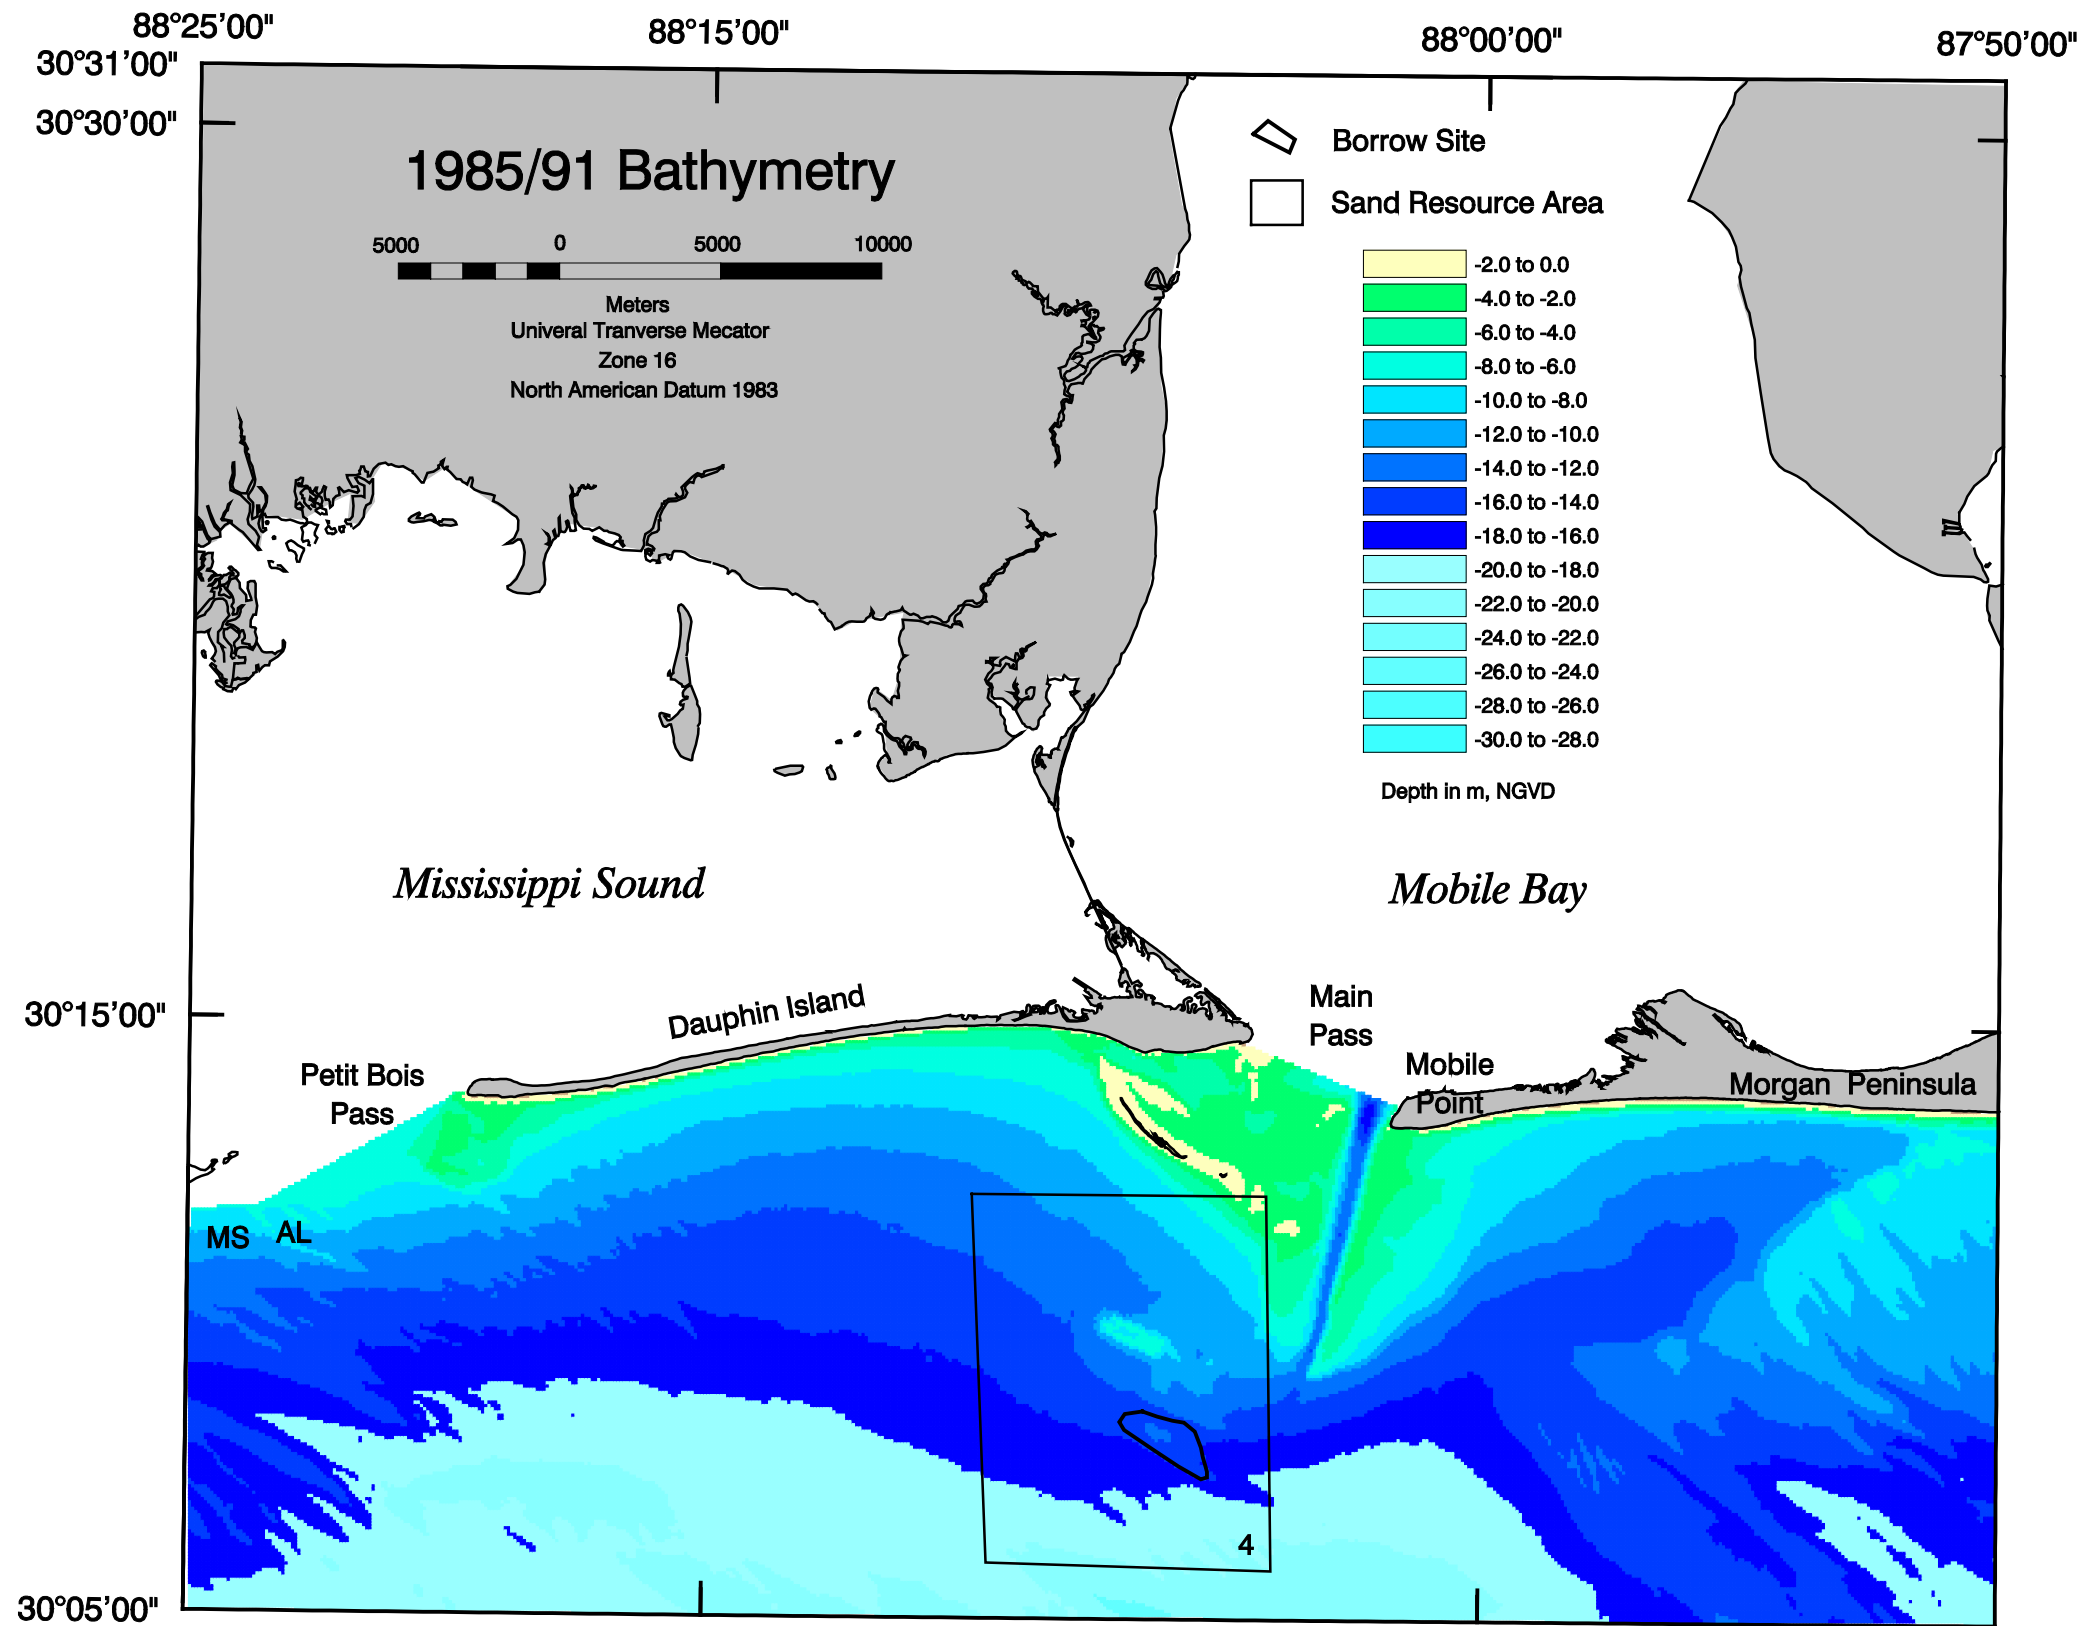 88°25'00" 88°15'00" 88°00'00" 87°50'00"
30°31'00"
30°30'00"
1985/91 Bathymetry
5000 0 5000 10000
Meters
Univeral Tranverse Mecator
Zone 16
North American Datum 1983
Borrow Site
Sand Resource Area
-2.0 to 0.0
-4.0 to -2.0
-6.0 to -4.0
-8.0 to -6.0
-10.0 to -8.0
-12.0 to -10.0
-14.0 to -12.0
-16.0 to -14.0
-18.0 to -16.0
-20.0 to -18.0
-22.0 to -20.0
-24.0 to -22.0
-26.0 to -24.0
-28.0 to -26.0
-30.0 to -28.0
Depth in m, NGVD
Mississippi Sound
Mobile Bay
30°15'00"
Dauphin Island
Main
Pass
Petit Bois
Pass
Mobile
Point
Morgan Peninsula
MS AL
4
30°05'00"